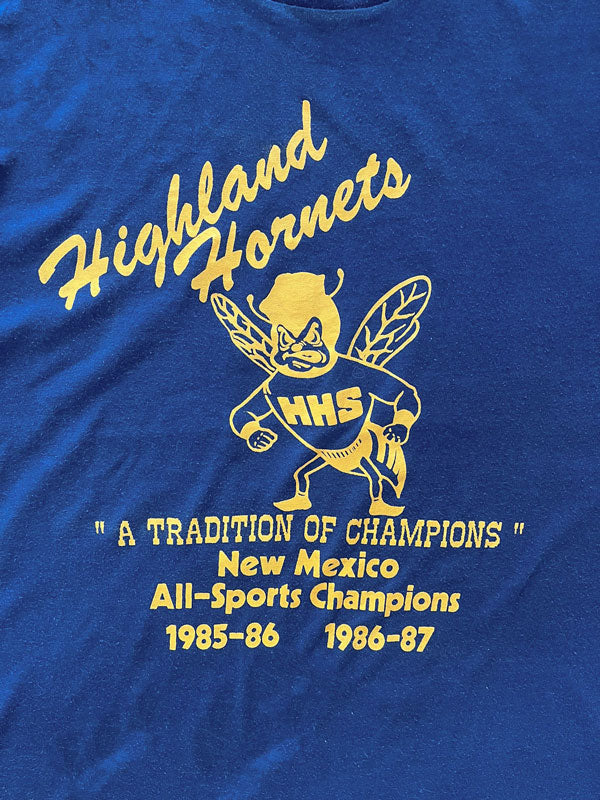 Highland
Hornets
HHS
" A TRADITION OF CHAMPIONS "
New Mexico
All-Sports Champions
1985-86 1986-87